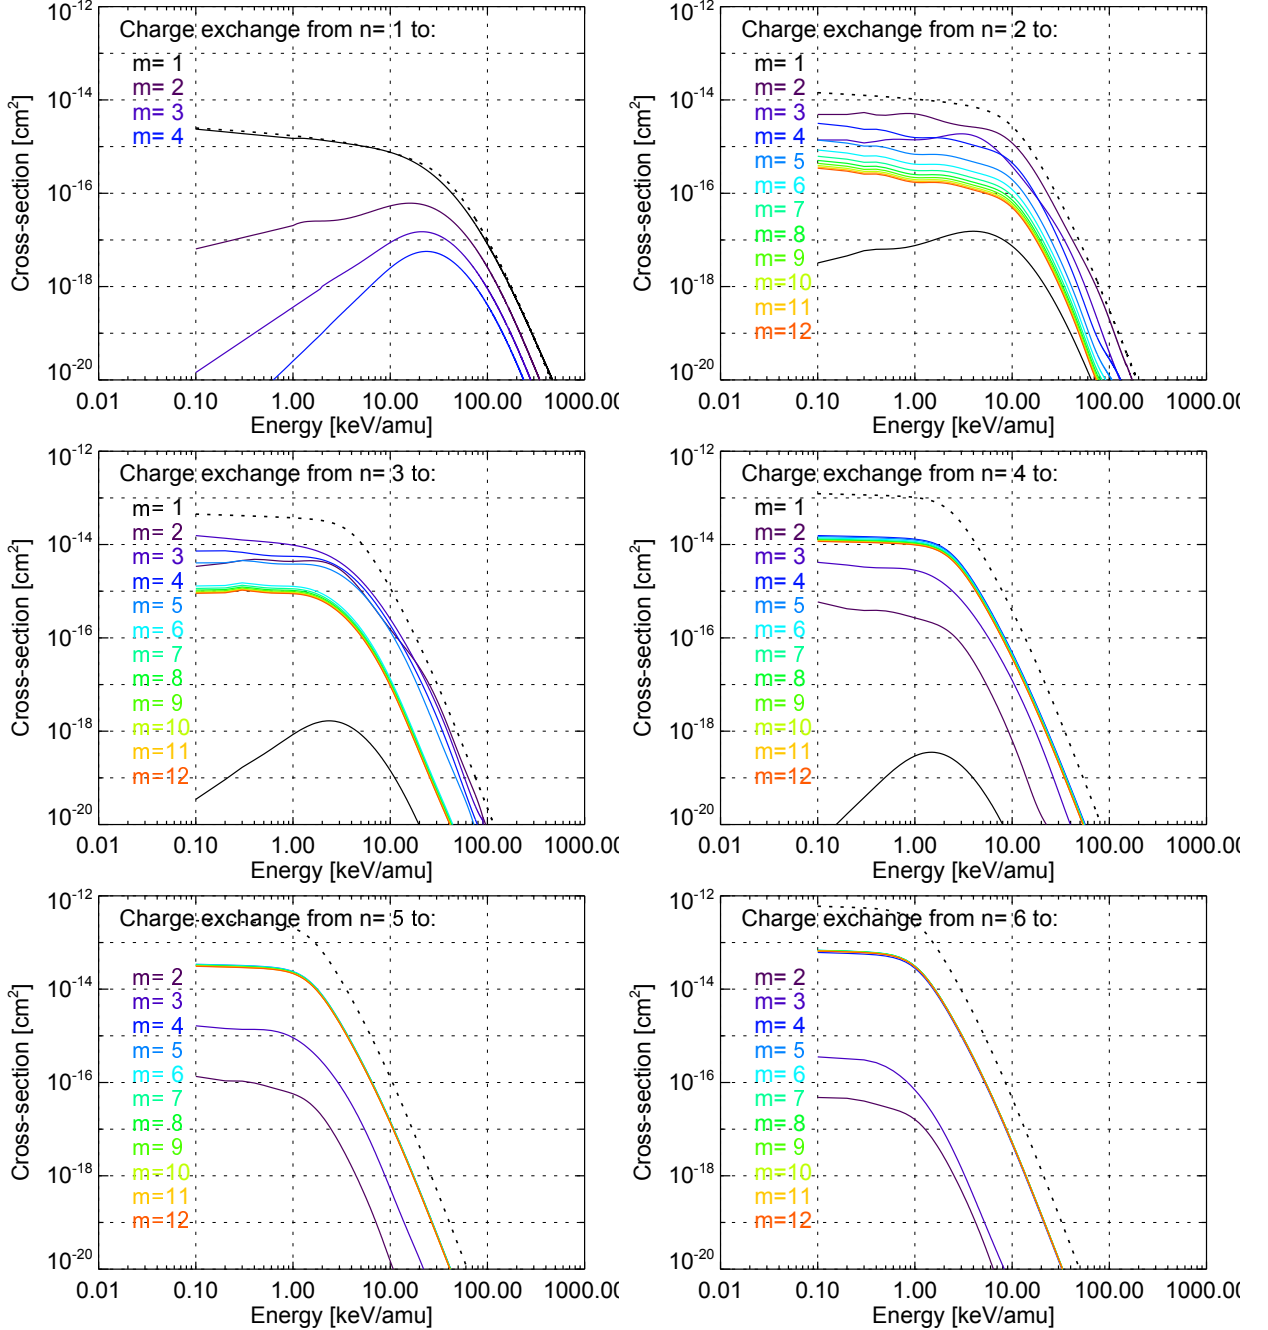 Charge exchange from n= 1 to:
m= 1
m= 2
m= 3
m= 4
10-12
10-14
10-16
10-18
10-20
Cross-section [cm2]
0.01 0.10 1.00 10.00 100.00 1000.00
Energy [keV/amu]
Charge exchange from n= 2 to:
m= 1
m= 2
m= 3
m= 4
m= 5
m= 6
m= 7
m= 8
m= 9
m=10
m=11
m=12
10-12
10-14
10-16
10-18
10-20
Cross-section [cm2]
0.01 0.10 1.00 10.00 100.00 1000.00
Energy [keV/amu]
Charge exchange from n= 3 to:
m= 1
m= 2
m= 3
m= 4
m= 5
m= 6
m= 7
m= 8
m= 9
m=10
m=11
m=12
10-12
10-14
10-16
10-18
10-20
Cross-section [cm2]
0.01 0.10 1.00 10.00 100.00 1000.00
Energy [keV/amu]
Charge exchange from n= 4 to:
m= 1
m= 2
m= 3
m= 4
m= 5
m= 6
m= 7
m= 8
m= 9
m=10
m=11
m=12
10-12
10-14
10-16
10-18
10-20
Cross-section [cm2]
0.01 0.10 1.00 10.00 100.00 1000.00
Energy [keV/amu]
Charge exchange from n= 5 to:
m= 2
m= 3
m= 4
m= 5
m= 6
m= 7
m= 8
m= 9
m=10
m=11
m=12
10-12
10-14
10-16
10-18
10-20
Cross-section [cm2]
0.01 0.10 1.00 10.00 100.00 1000.00
Energy [keV/amu]
Charge exchange from n= 6 to:
m= 2
m= 3
m= 4
m= 5
m= 6
m= 7
m= 8
m= 9
m=10
m=11
m=12
10-12
10-14
10-16
10-18
10-20
Cross-section [cm2]
0.01 0.10 1.00 10.00 100.00 1000.00
Energy [keV/amu]